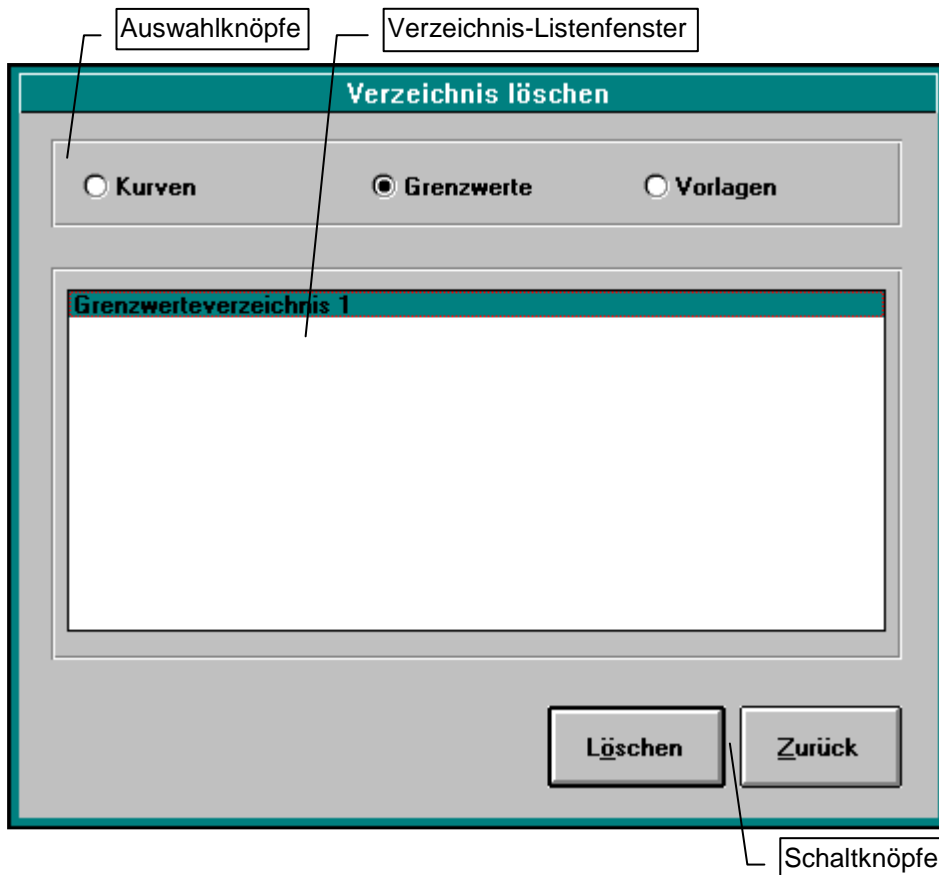 Auswahlknöpfe Verzeichnis-Listenfenster
Verzeichnis löschen
Kurven Grenzwerte Vorlagen
Grenzwerteverzeichnis 1
Löschen Zurück
Schaltknöpfe